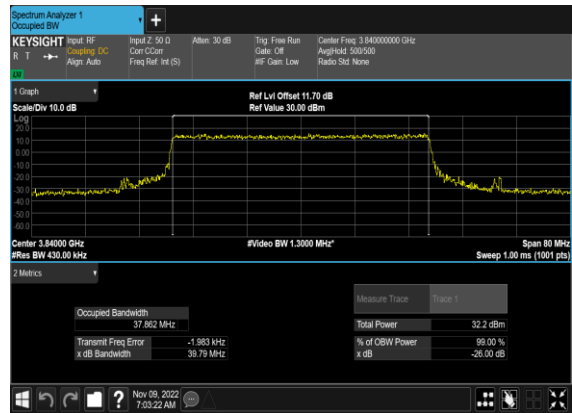 Spectrum Analyzer 1
Occupied BW
KEYSIGHT
R T
LW
Input: RF
Coupling: DC
Align: Auto
Input Z: 50 Ω
Corr CCorr
Freq Ref: Int (S)
Atten: 30 dB
Trig: Free Run
Gate: Off
#IF Gain: Low
Center Freq: 3.840000000 GHz
Avg|Hold: 500/500
Radio Std: None
1 Graph
Scale/Div 10.0 dB
Ref Lvl Offset 11.70 dB
Ref Value 30.00 dBm
Log
20.0
10.0
0.00
-10.0
-20.0
-30.0
-40.0
-50.0
-60.0
Center 3.84000 GHz
#Res BW 430.00 kHz
#Video BW 1.3000 MHz*
Span 80 MHz
Sweep 1.00 ms (1001 pts)
2 Metrics
Measure Trace Trace 1
Occupied Bandwidth
37.862 MHz
Total Power 32.2 dBm
Transmit Freq Error -1.983 kHz
% of OBW Power 99.00 %
x dB Bandwidth 39.79 MHz
x dB -26.00 dB
?
Nov 09, 2022
7:03:22 AM